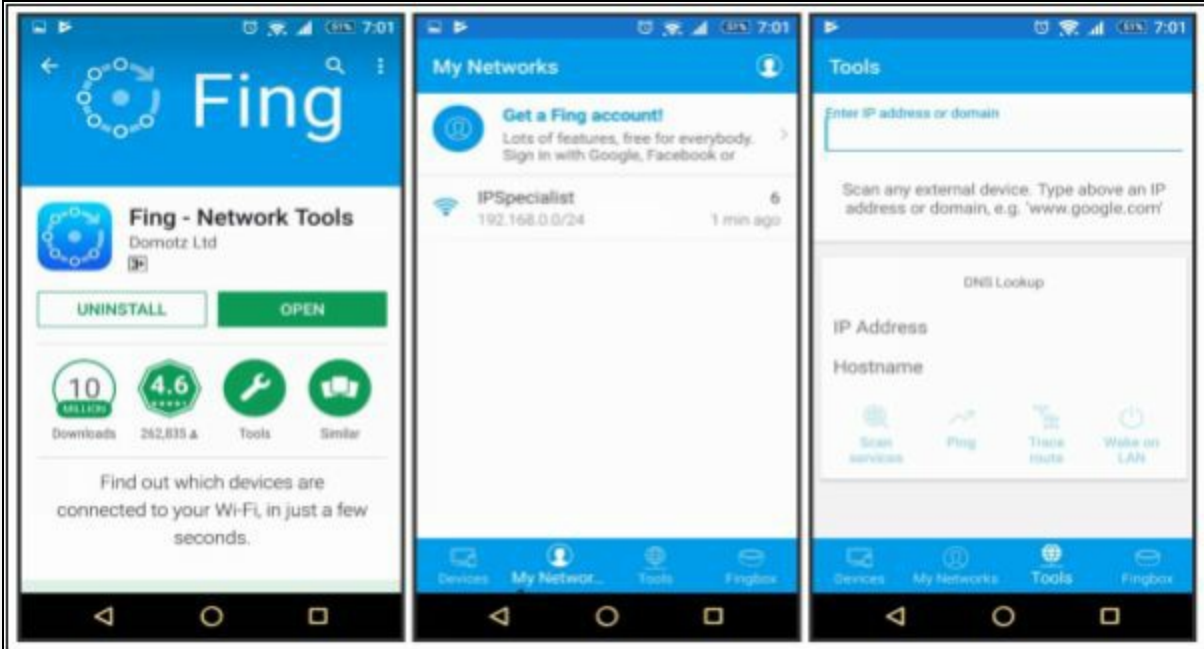 51% 7:01
Fing
Fing - Network Tools
Domotz Ltd
3+
UNINSTALL
OPEN
10
MILLION
Downloads
4.6
262,835
Tools
Similar
Find out which devices are
connected to your Wi-Fi, in just a few
seconds.
51% 7:01
My Networks
Get a Fing account!
Lots of features, free for everybody.
Sign in with Google, Facebook or
IPSpecialist
6
192.168.0.0/24
1 min ago
Devices
My Networ...
Tools
Fingbox
51% 7:01
Tools
Enter IP address or domain
Scan any external device. Type above an IP
address or domain, e.g. 'www.google.com'
DNS Lookup
IP Address
Hostname
Scan
services
Ping
Trace
route
Wake on
LAN
Devices
My Networks
Tools
Fingbox